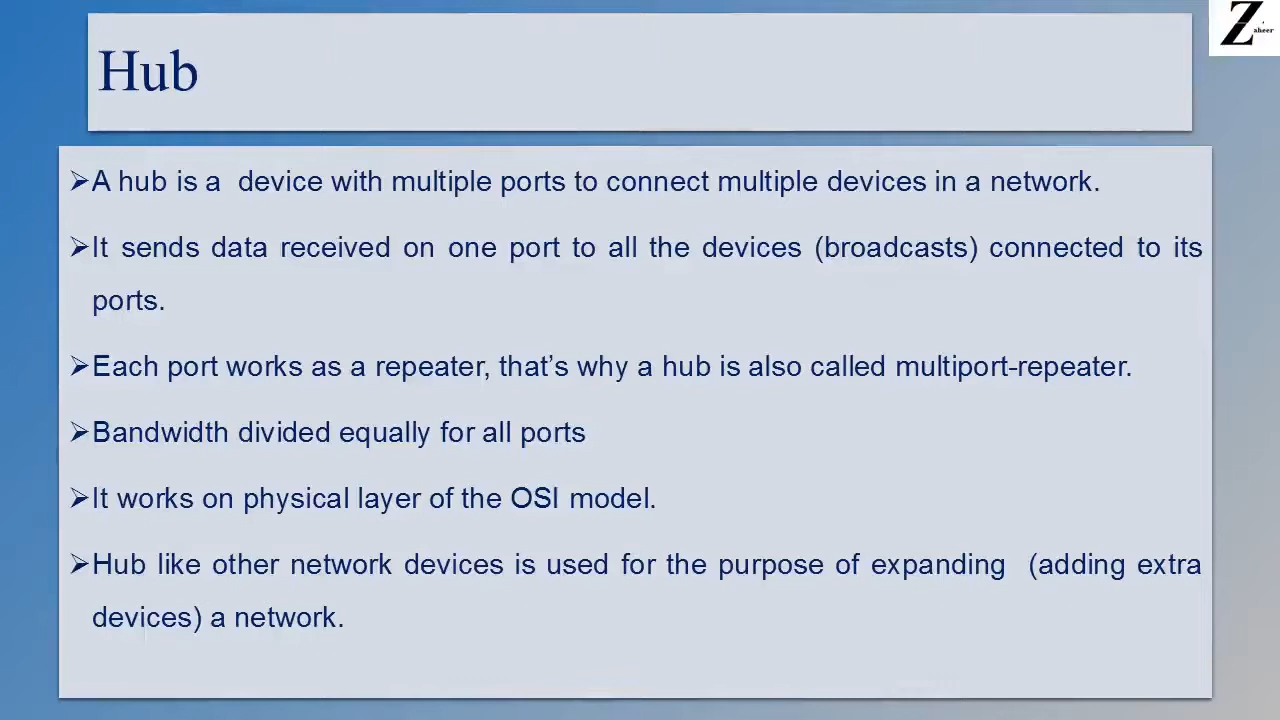 Zaheer
Hub
➢A hub is a device with multiple ports to connect multiple devices in a network.
➢It sends data received on one port to all the devices (broadcasts) connected to its
ports.
➢Each port works as a repeater, that’s why a hub is also called multiport-repeater.
➢Bandwidth divided equally for all ports
➢It works on physical layer of the OSI model.
➢Hub like other network devices is used for the purpose of expanding (adding extra
devices) a network.